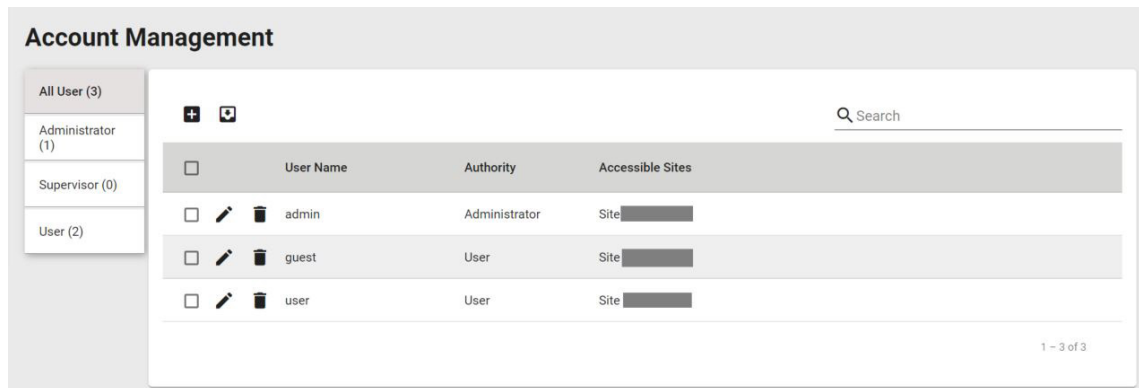 Account Management
All User (3)
Administrator
(1)
Supervisor (0)
User (2)
Search
User Name Authority Accessible Sites
admin Administrator Site
guest User Site
user User Site
1 – 3 of 3